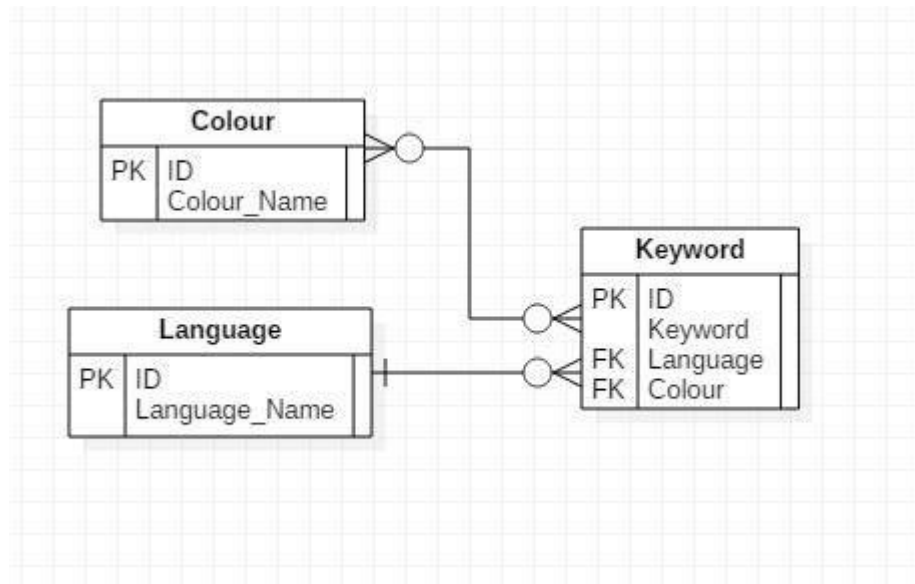 Colour
PK ID
Colour_Name
Language
PK ID
Language_Name
Keyword
PK ID
Keyword
FK Language
FK Colour